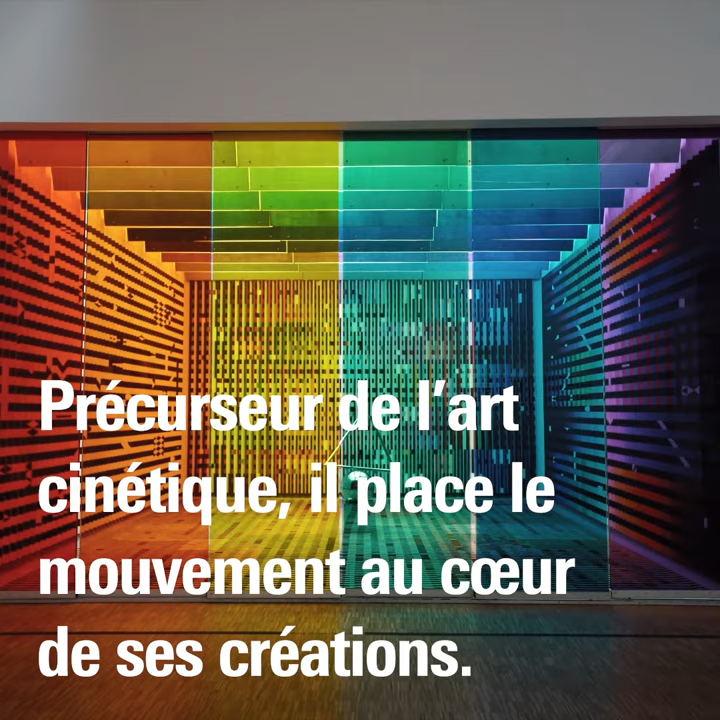 Précurseur de l’art
cinétique, il place le
mouvement au cœur
de ses créations.